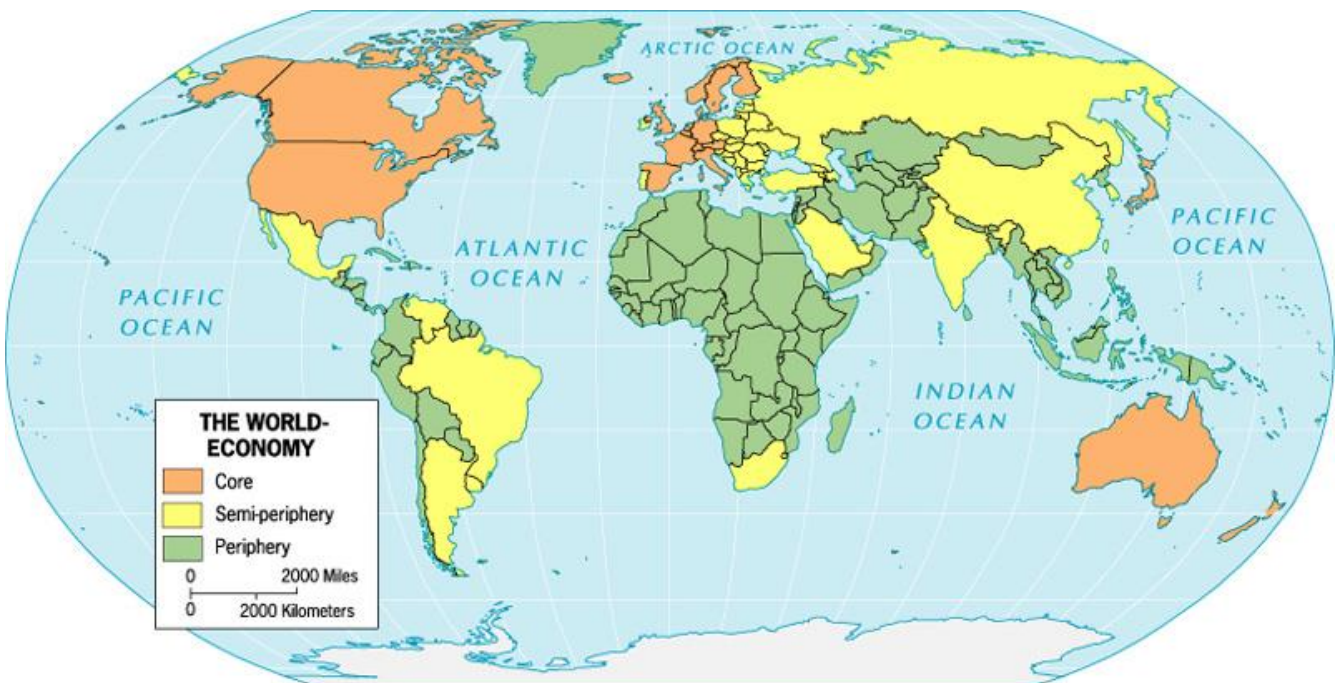 ARCTIC OCEAN
ATLANTIC
OCEAN
PACIFIC
OCEAN
PACIFIC
OCEAN
INDIAN
OCEAN
THE WORLD-
ECONOMY
Core
Semi-periphery
Periphery
0 2000 Miles
0 2000 Kilometers